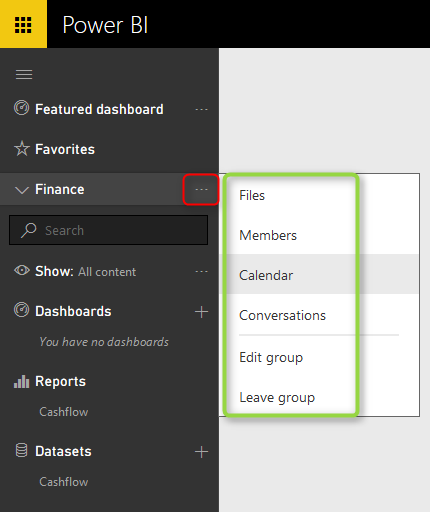 Power BI
Featured dashboard ...
Favorites
Finance ...
Search
Show: All content ...
Dashboards +
You have no dashboards
Reports
Cashflow
Datasets +
Cashflow
Files
Members
Calendar
Conversations
Edit group
Leave group